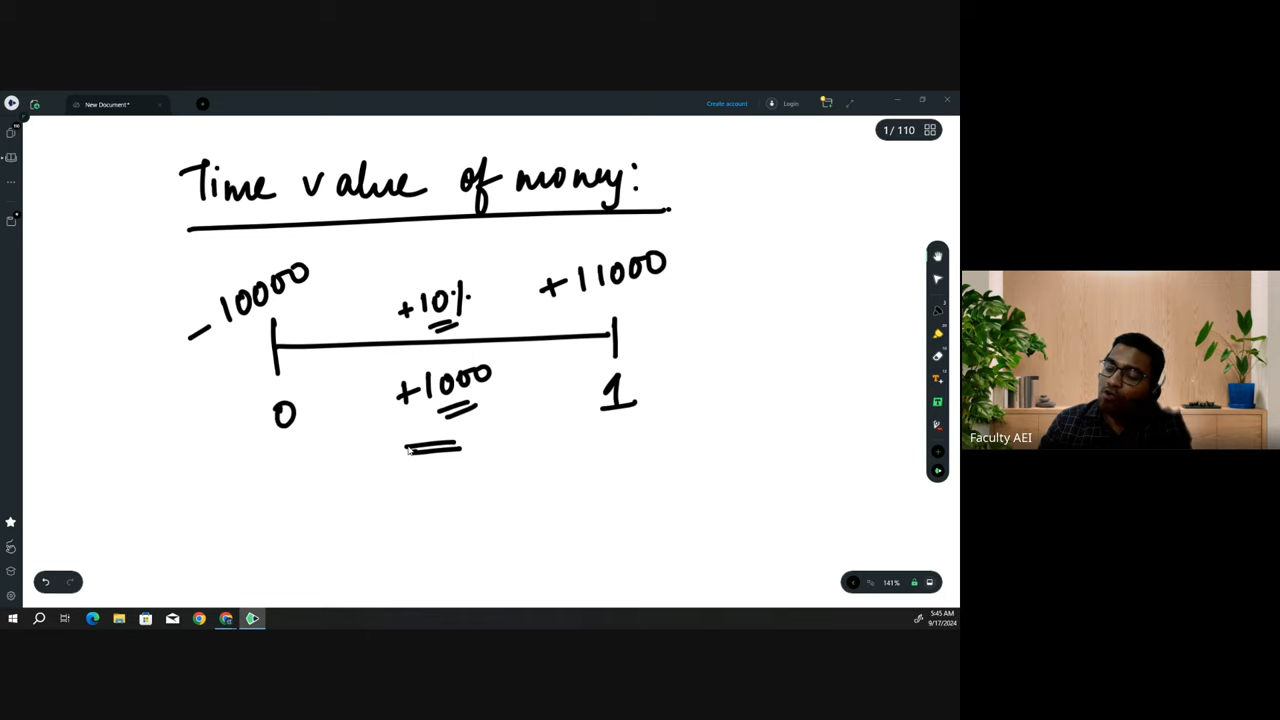 New Document*
Create account
Login
1/ 110
Time value of money:
- 10000
+10%
+11000
+1000
0
1
Faculty AEI
141%
5:45 AM
9/17/2024